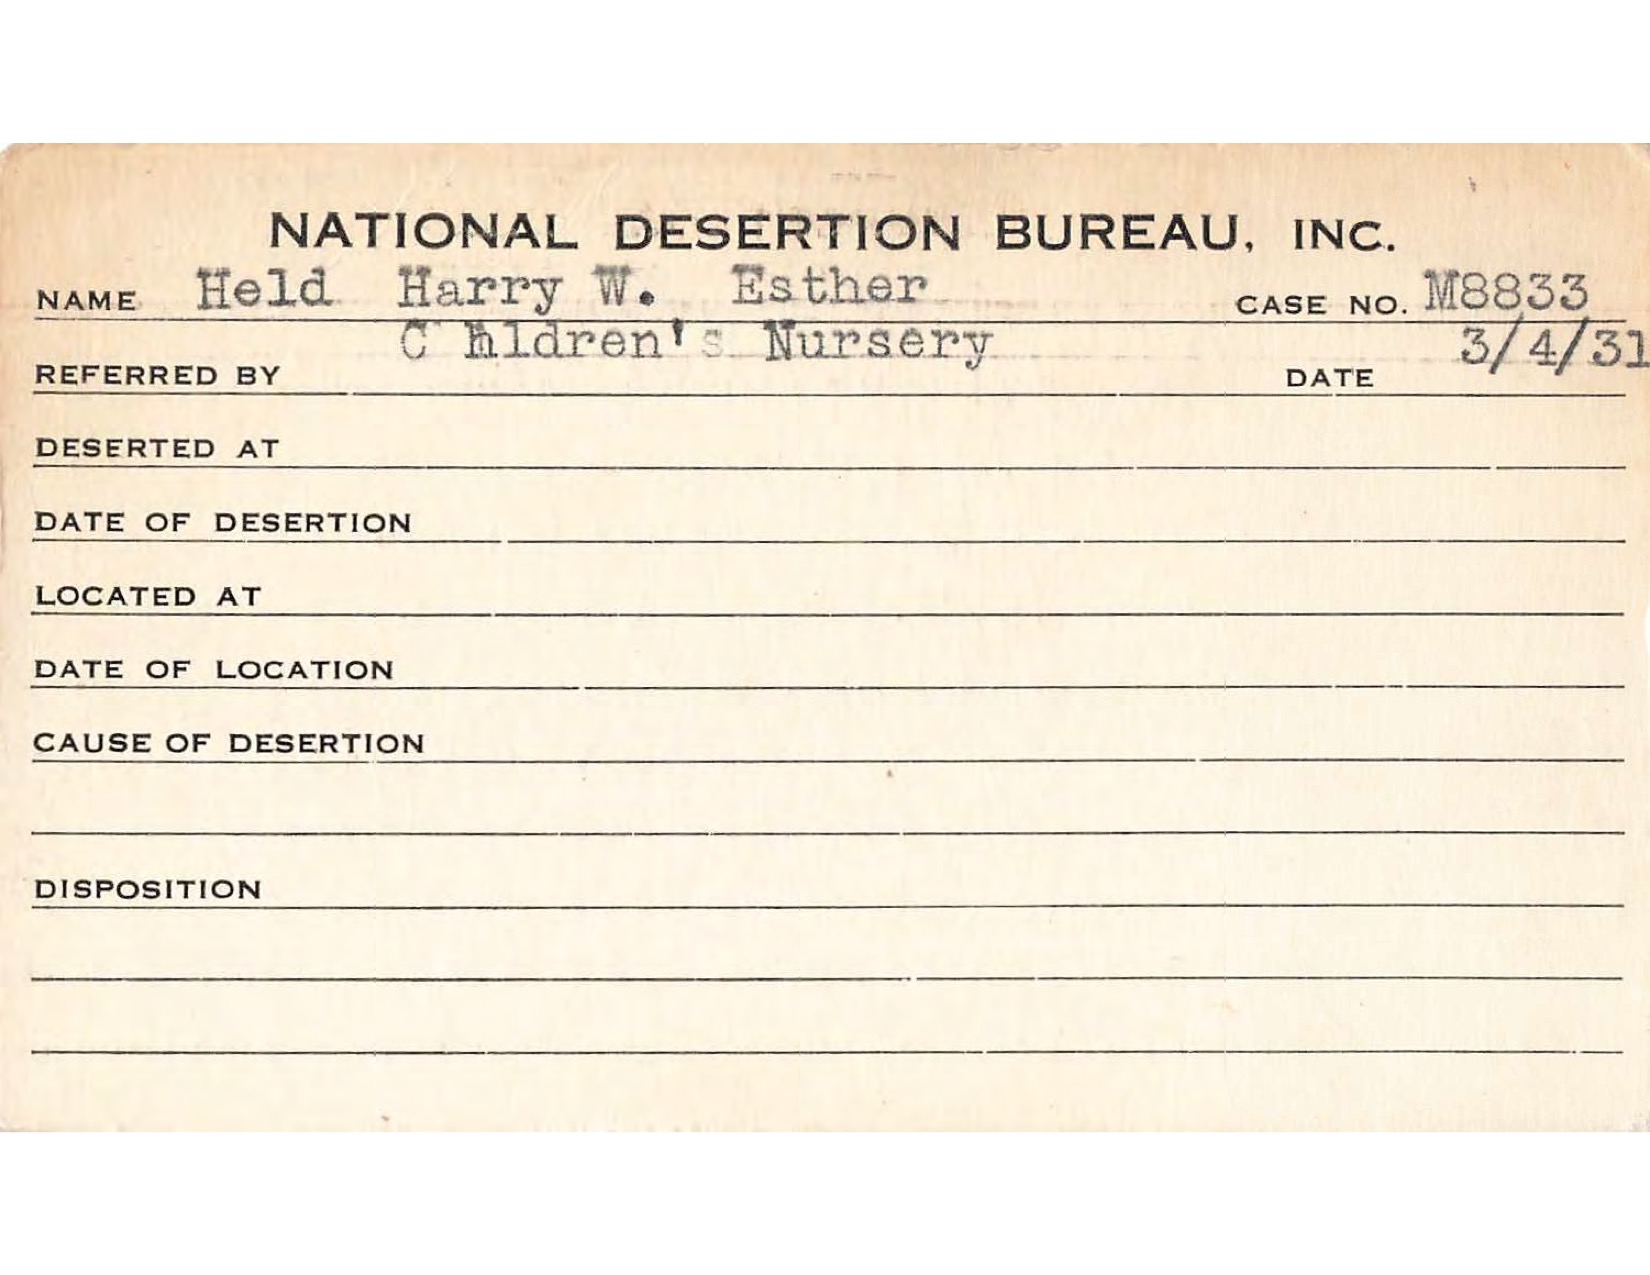 NATIONAL DESERTION BUREAU, INC.
NAME Held Harry W. Esther CASE NO. M8833
REFERRED BY C hldren's Nursery DATE 3/4/31
DESERTED AT
DATE OF DESERTION
LOCATED AT
DATE OF LOCATION
CAUSE OF DESERTION
DISPOSITION